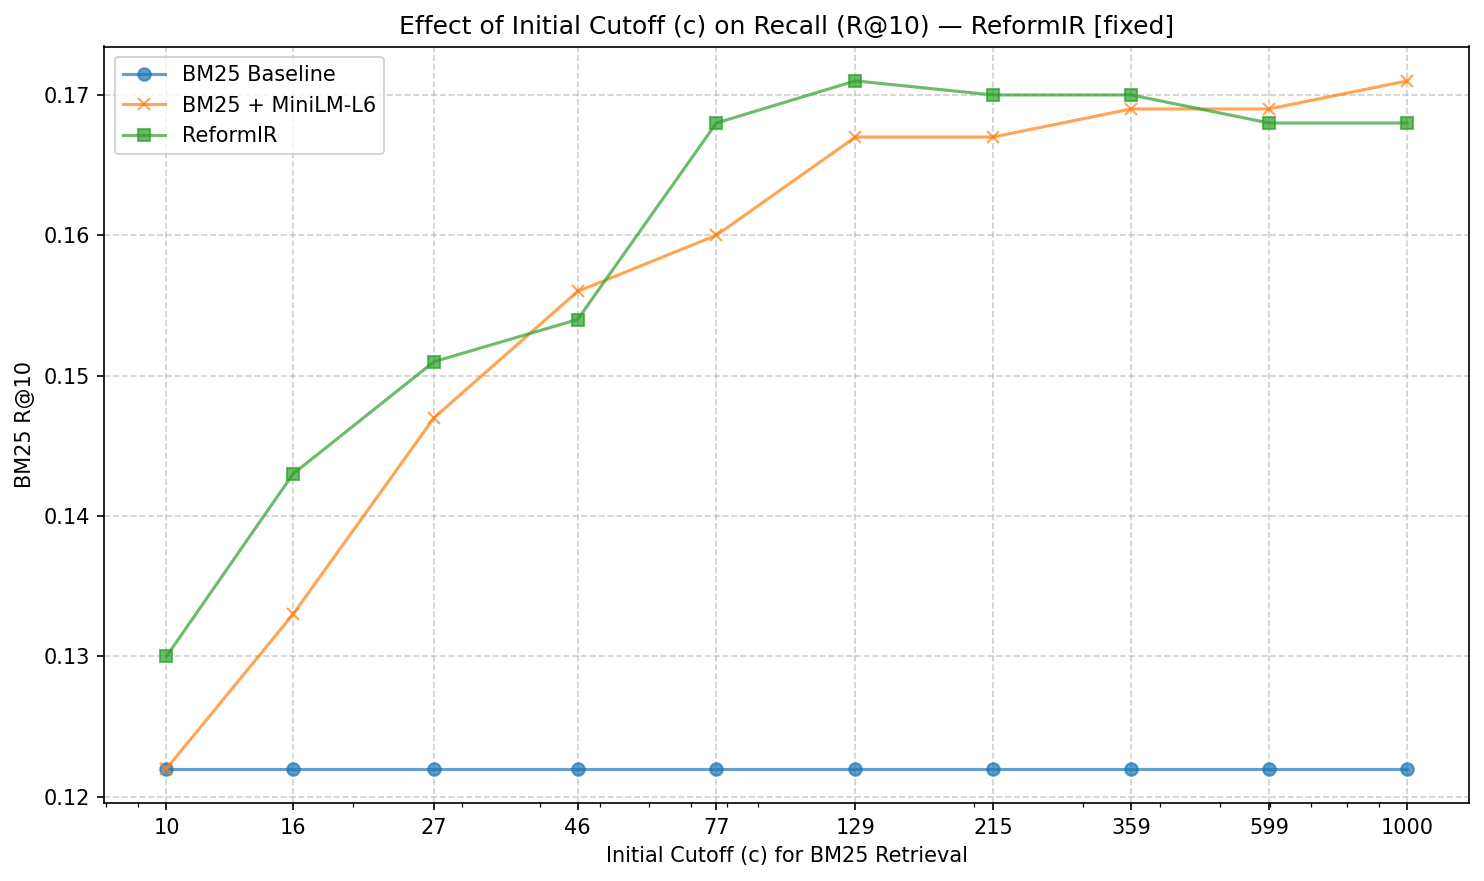 Effect of Initial Cutoff (c) on Recall (R@10) — ReformIR [fixed]
BM25 Baseline
BM25 + MiniLM-L6
ReformIR
BM25 R@10
0.17
0.16
0.15
0.14
0.13
0.12
10 16 27 46 77 129 215 359 599 1000
Initial Cutoff (c) for BM25 Retrieval